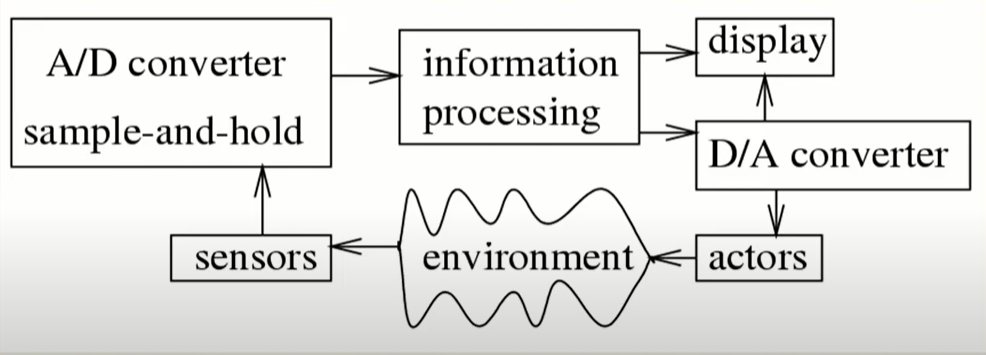 A/D converter
sample-and-hold
information
processing
display
D/A converter
sensors
environment
actors